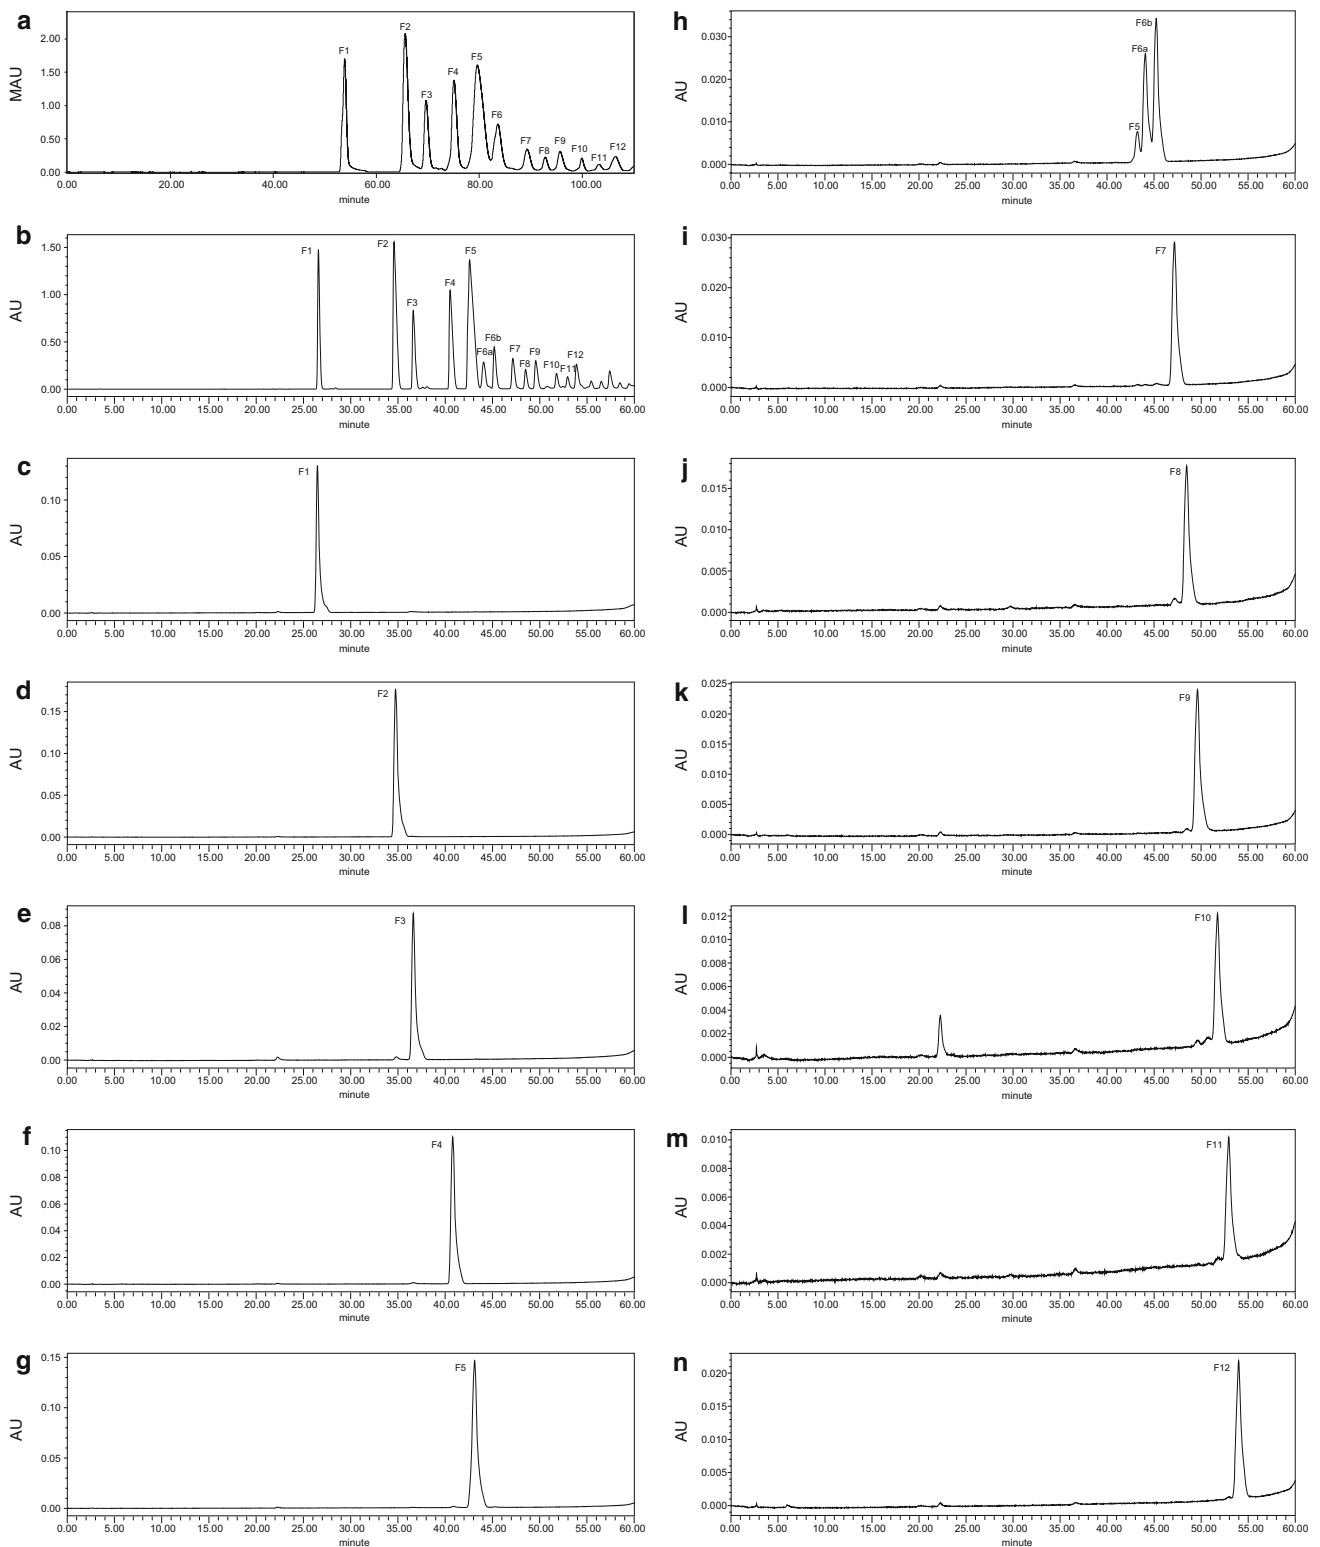 a
MAU
2.00
1.50
1.00
0.50
0.00
F1
F2
F3
F4
F5
F6
F7
F8
F9
F10
F11
F12
0.00 20.00 40.00 60.00 80.00 100.00
minute
b
AU
1.50
1.00
0.50
0.00
F1
F2
F3
F4
F5
F6a
F6b
F7
F8
F9
F10
F11
F12
0.00 5.00 10.00 15.00 20.00 25.00 30.00 35.00 40.00 45.00 50.00 55.00 60.00
minute
c
AU
0.10
0.05
0.00
F1
0.00 5.00 10.00 15.00 20.00 25.00 30.00 35.00 40.00 45.00 50.00 55.00 60.00
minute
d
AU
0.15
0.10
0.05
0.00
F2
0.00 5.00 10.00 15.00 20.00 25.00 30.00 35.00 40.00 45.00 50.00 55.00 60.00
minute
e
AU
0.08
0.06
0.04
0.02
0.00
F3
0.00 5.00 10.00 15.00 20.00 25.00 30.00 35.00 40.00 45.00 50.00 55.00 60.00
minute
f
AU
0.10
0.08
0.06
0.04
0.02
0.00
F4
0.00 5.00 10.00 15.00 20.00 25.00 30.00 35.00 40.00 45.00 50.00 55.00 60.00
minute
g
AU
0.15
0.10
0.05
0.00
F5
0.00 5.00 10.00 15.00 20.00 25.00 30.00 35.00 40.00 45.00 50.00 55.00 60.00
minute
h
AU
0.030
0.020
0.010
0.000
F5
F6a
F6b
0.00 5.00 10.00 15.00 20.00 25.00 30.00 35.00 40.00 45.00 50.00 55.00 60.00
minute
i
AU
0.030
0.020
0.010
0.000
F7
0.00 5.00 10.00 15.00 20.00 25.00 30.00 35.00 40.00 45.00 50.00 55.00 60.00
minute
j
AU
0.015
0.010
0.005
0.000
F8
0.00 5.00 10.00 15.00 20.00 25.00 30.00 35.00 40.00 45.00 50.00 55.00 60.00
minute
k
AU
0.025
0.020
0.015
0.010
0.005
0.000
F9
0.00 5.00 10.00 15.00 20.00 25.00 30.00 35.00 40.00 45.00 50.00 55.00 60.00
minute
l
AU
0.012
0.010
0.008
0.006
0.004
0.002
0.000
F10
0.00 5.00 10.00 15.00 20.00 25.00 30.00 35.00 40.00 45.00 50.00 55.00 60.00
minute
m
AU
0.010
0.008
0.006
0.004
0.002
0.000
F11
0.00 5.00 10.00 15.00 20.00 25.00 30.00 35.00 40.00 45.00 50.00 55.00 60.00
minute
n
AU
0.020
0.015
0.010
0.005
0.000
F12
0.00 5.00 10.00 15.00 20.00 25.00 30.00 35.00 40.00 45.00 50.00 55.00 60.00
minute